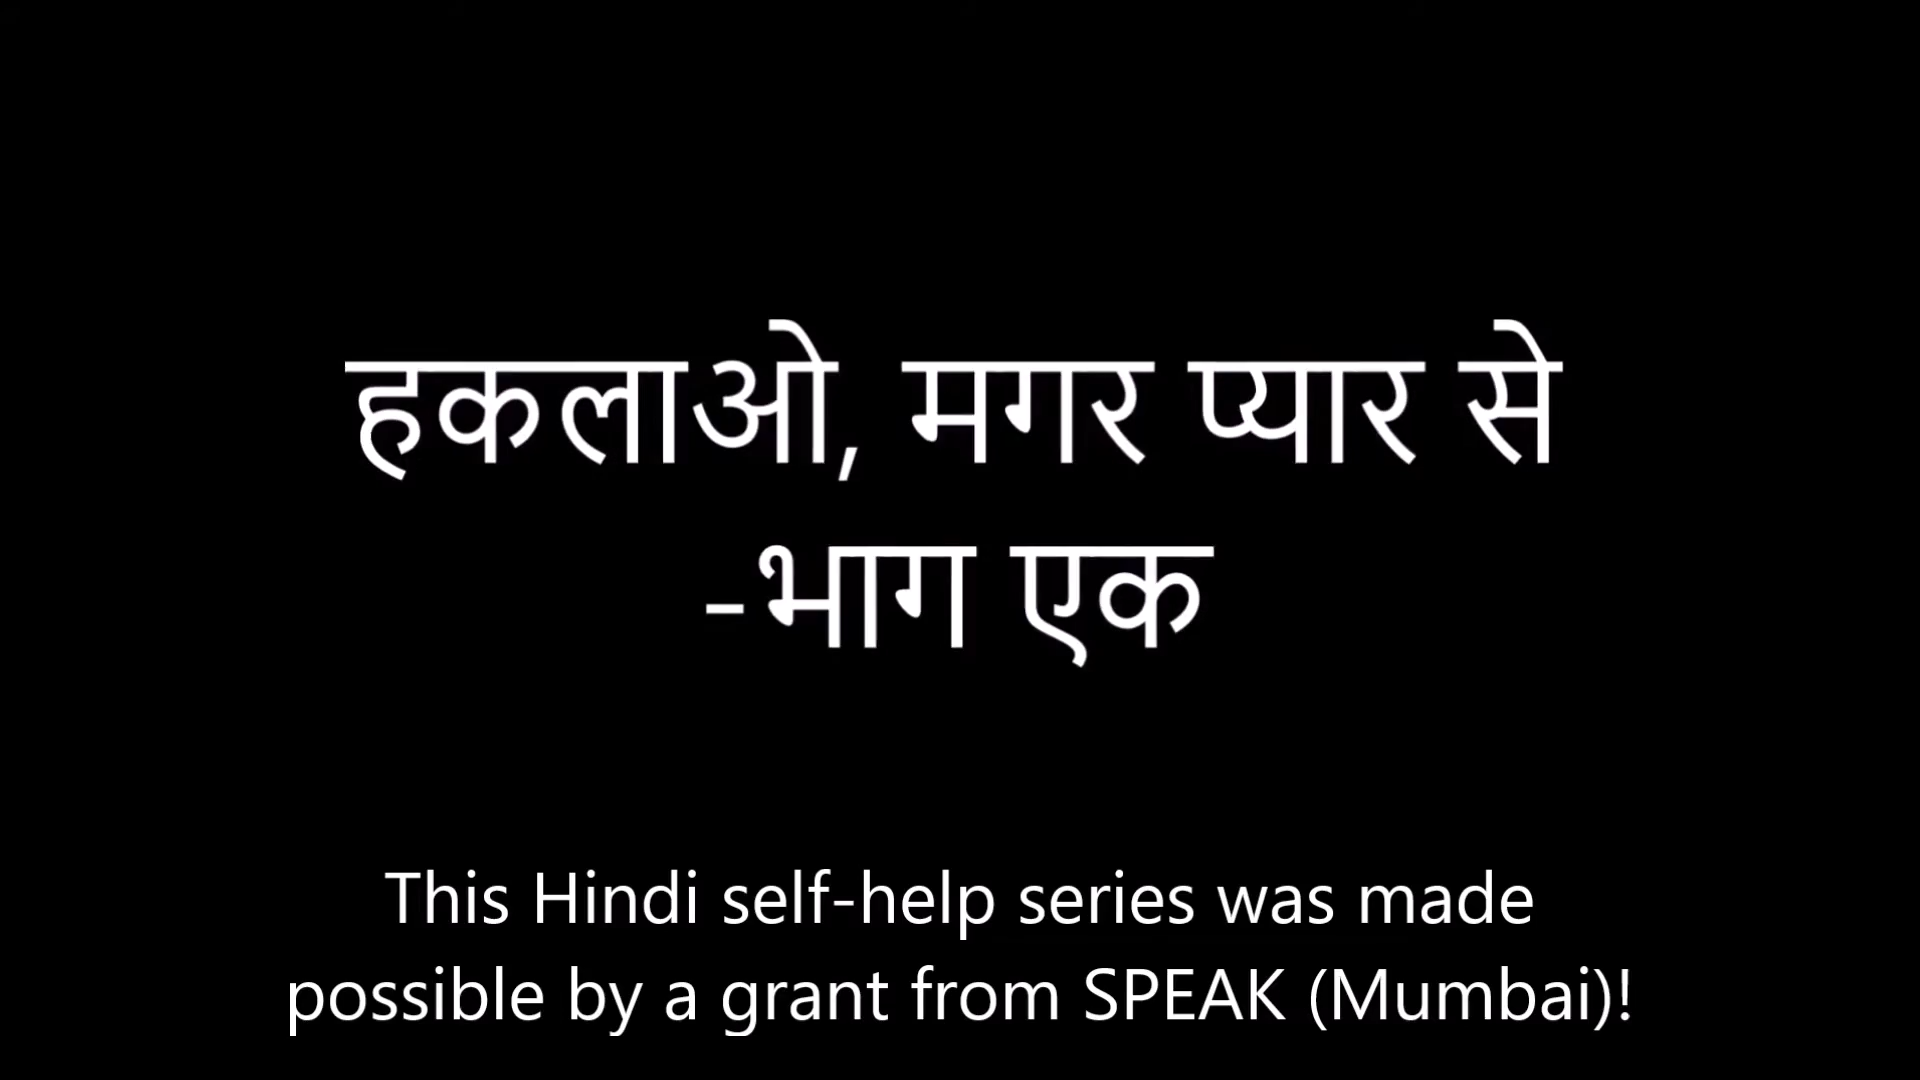 हकलाओ, मगर प्यार से
-भाग एक
This Hindi self-help series was made
possible by a grant from SPEAK (Mumbai)!